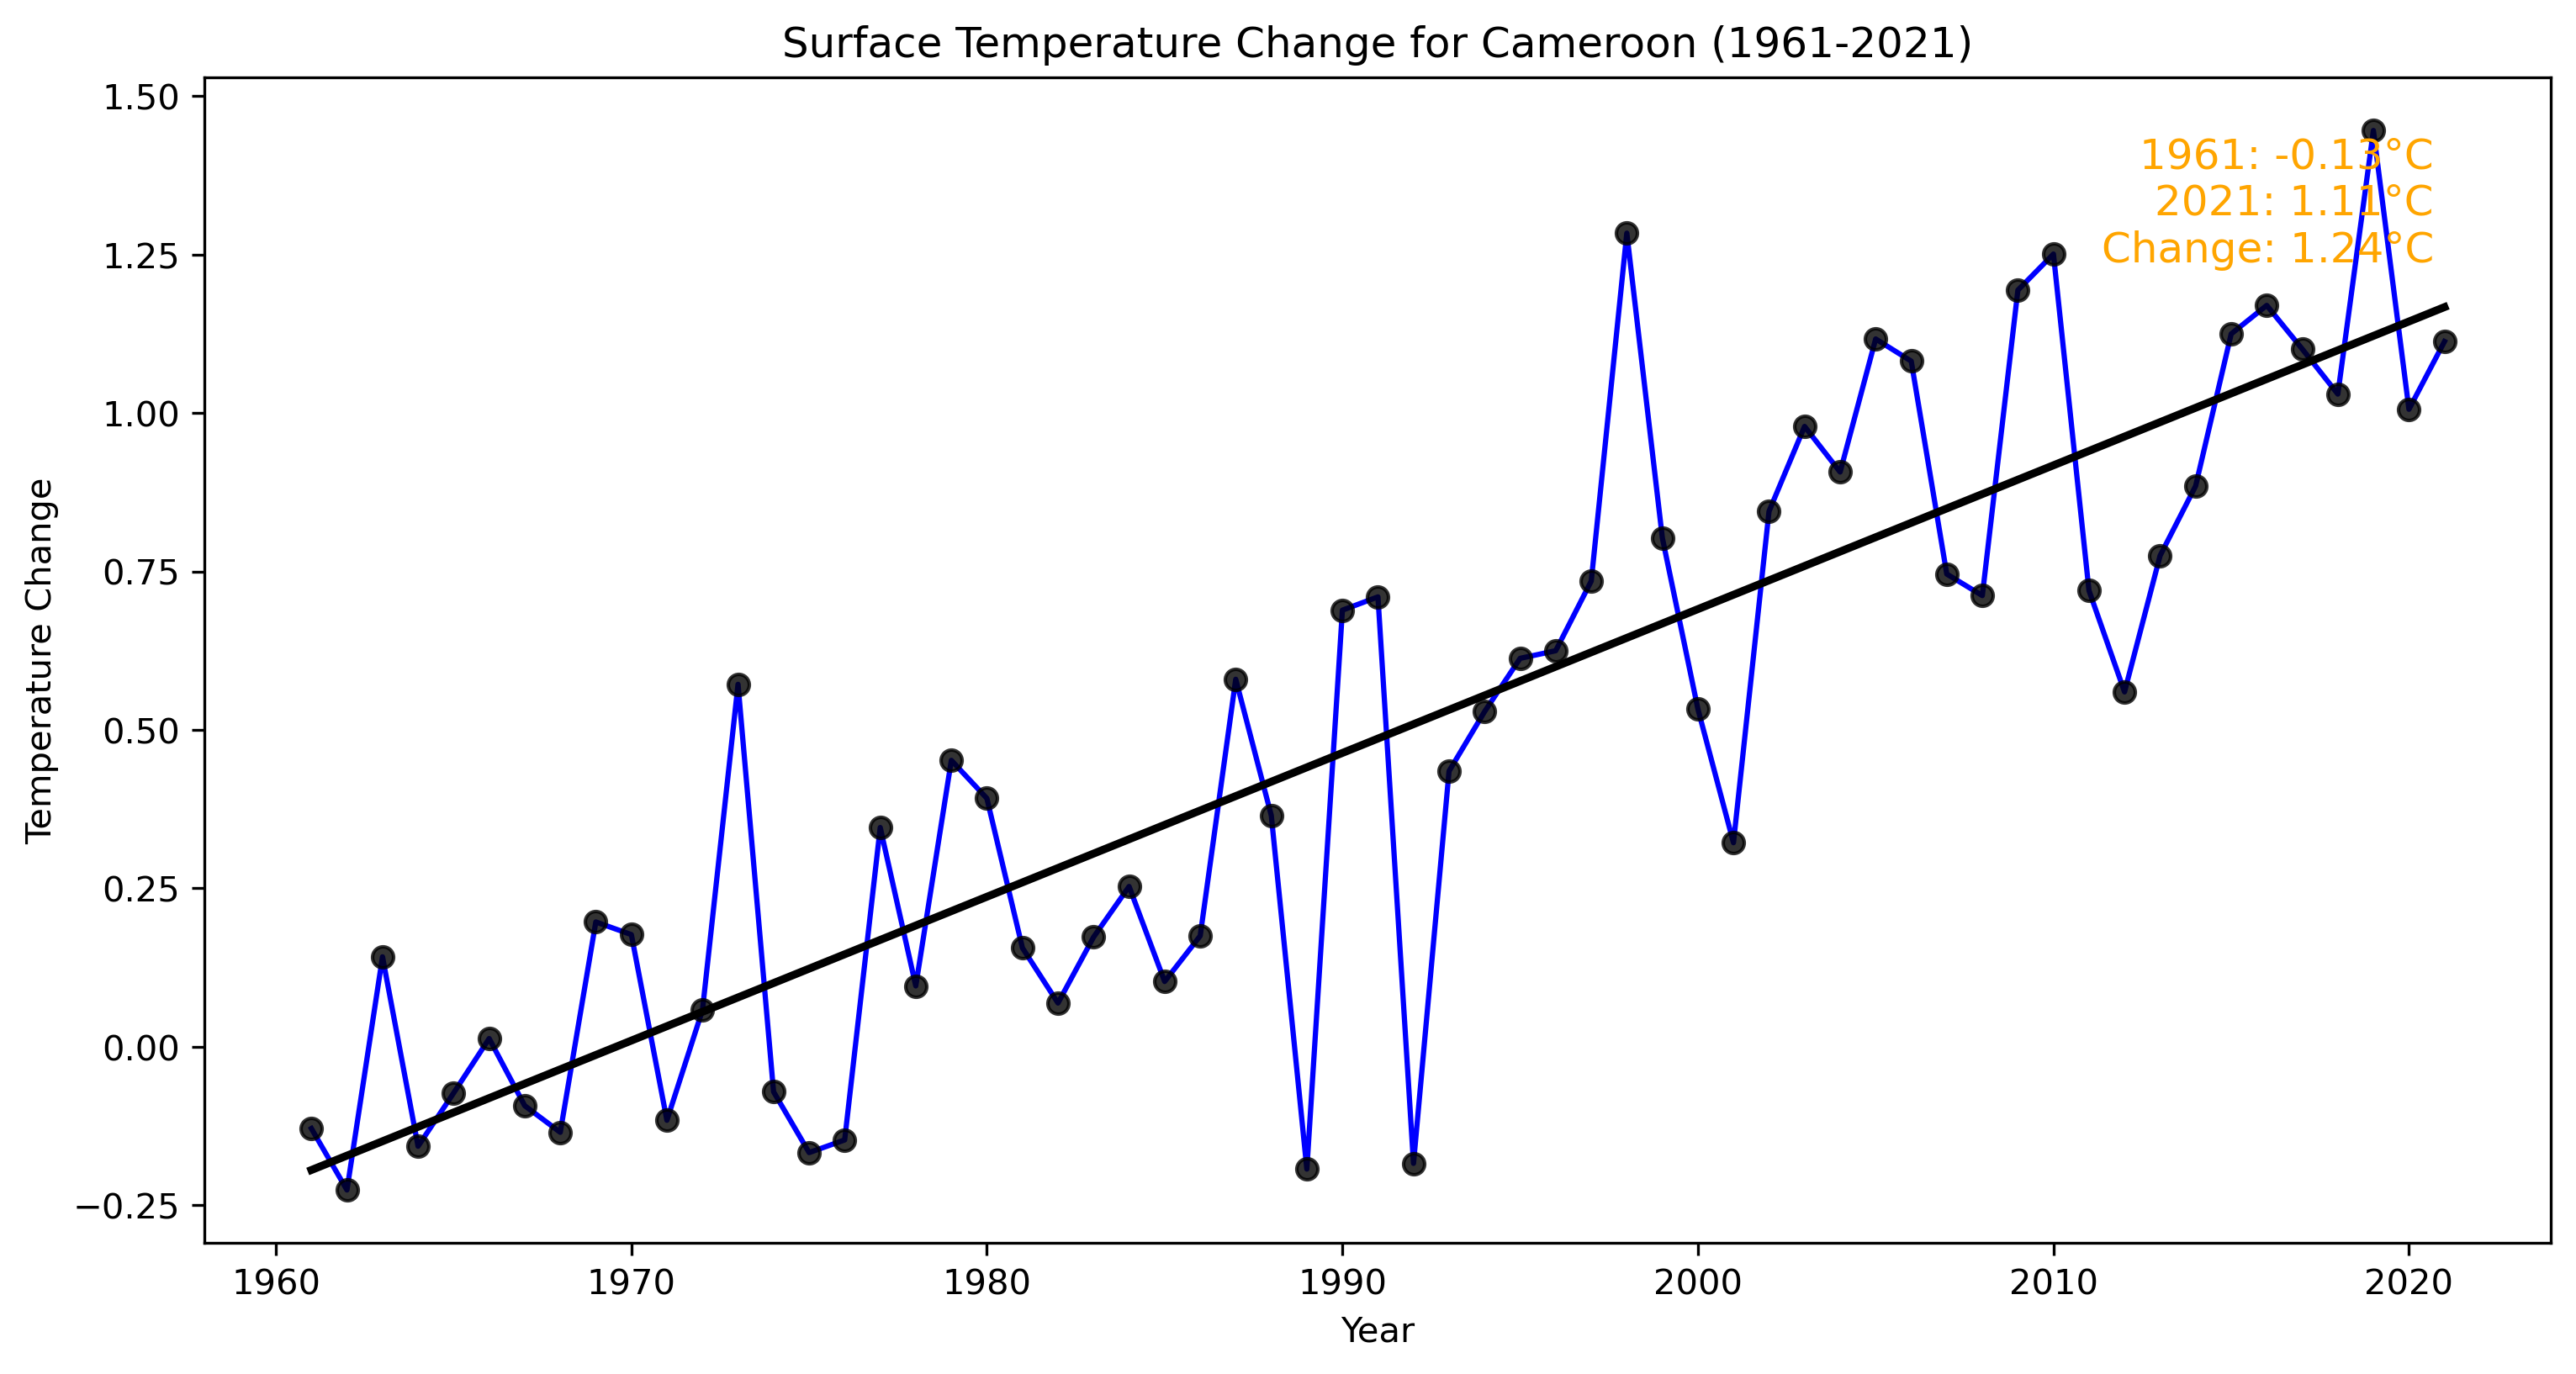 Surface Temperature Change for Cameroon (1961-2021)
1.50
1.25
1.00
0.75
0.50
0.25
0.00
−0.25
Temperature Change
1961: -0.13°C
2021: 1.11°C
Change: 1.24°C
1960 1970 1980 1990 2000 2010 2020
Year